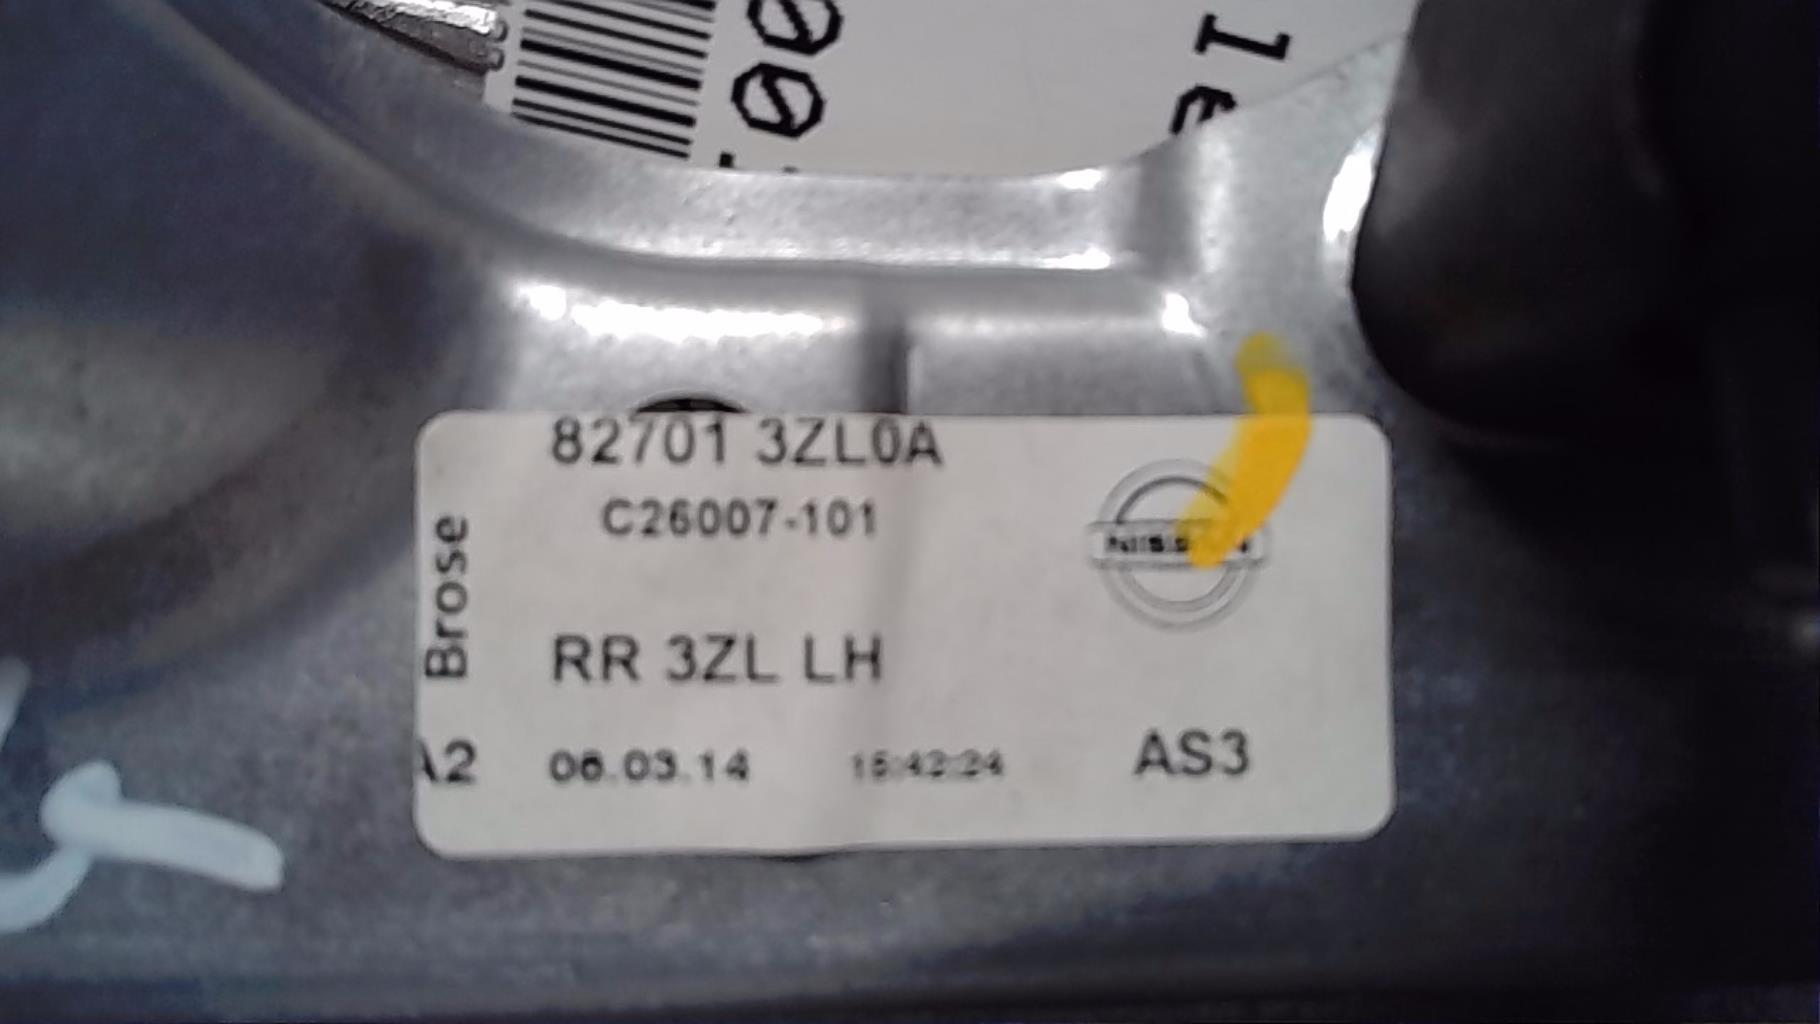 82701 3ZL0A
C26007-101
NISSAN
Brose
RR 3ZL LH
A2 06.03.14 15:42:24 AS3